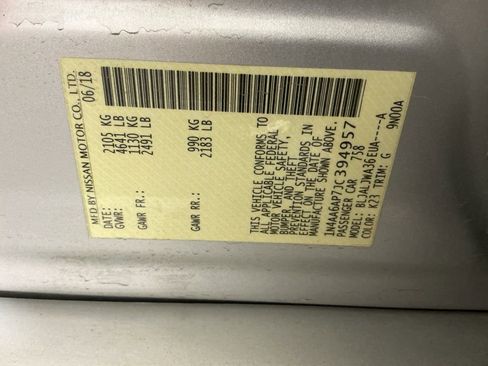 MFD BY NISSAN MOTOR CO., LTD.
DATE: 06/18
GVWR: 2105 KG
4641 LB
GAWR FR: 1130 KG
2491 LB
GAWR RR: 990 KG
2183 LB
THIS VEHICLE CONFORMS TO
ALL APPLICABLE FEDERAL
MOTOR VEHICLE SAFETY,
BUMPER, AND THEFT
PREVENTION STANDARDS IN
EFFECT ON THE DATE OF
MANUFACTURE SHOWN ABOVE.
1N4AA6AP7JC394957
PASSENGER CAR 758
MODEL: BL1A JWA36EUA----A
COLOR: K23 TRIM: G 9N00A